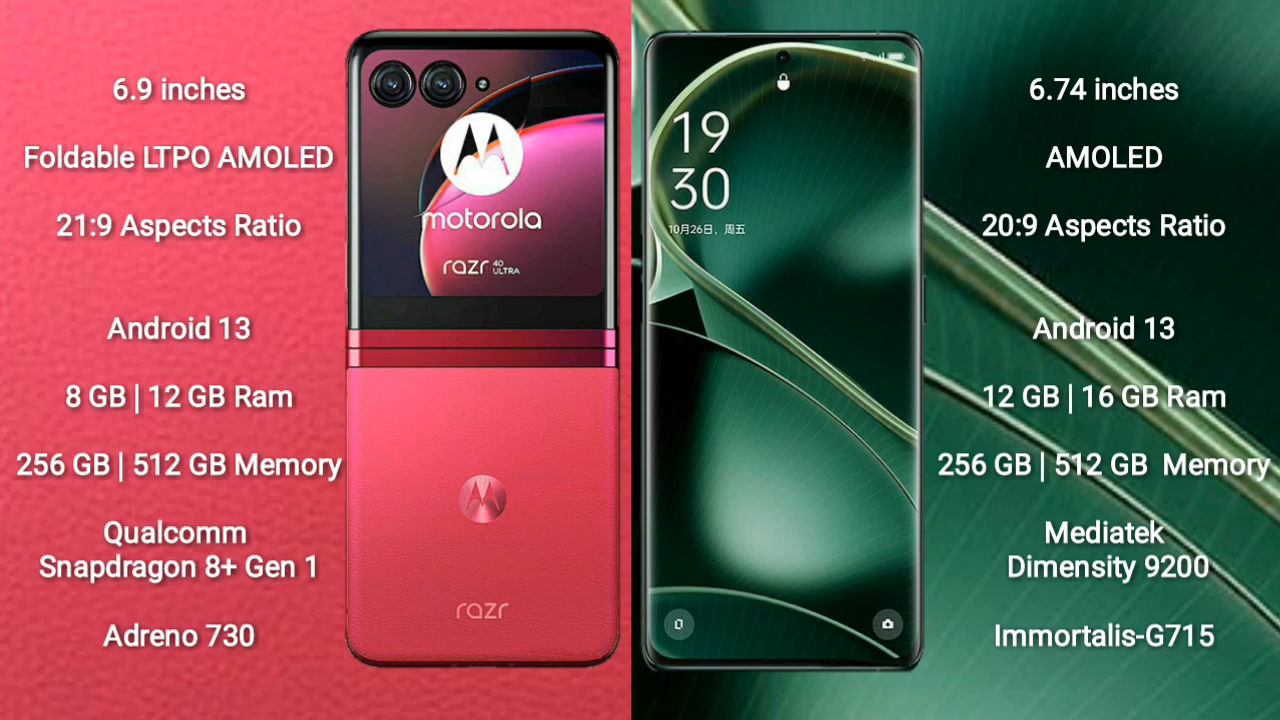 6.9 inches
Foldable LTPO AMOLED
21:9 Aspects Ratio
Android 13
8 GB | 12 GB Ram
256 GB | 512 GB Memory
Qualcomm
Snapdragon 8+ Gen 1
Adreno 730
motorola
razr 40 ULTRA
razr
19
30
10月26日，周五
6.74 inches
AMOLED
20:9 Aspects Ratio
Android 13
12 GB | 16 GB Ram
256 GB | 512 GB  Memory
Mediatek
Dimensity 9200
Immortalis-G715